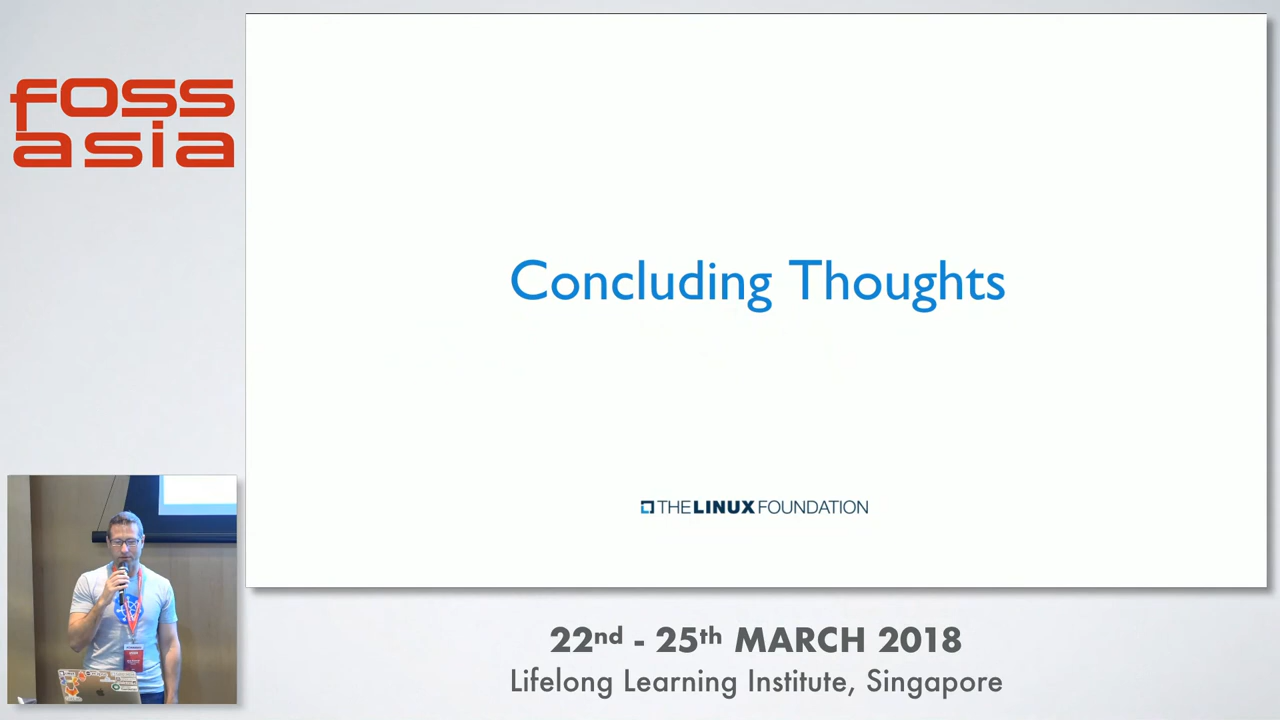 foss
asia
Concluding Thoughts
THE LINUX FOUNDATION
22nd - 25th MARCH 2018
Lifelong Learning Institute, Singapore